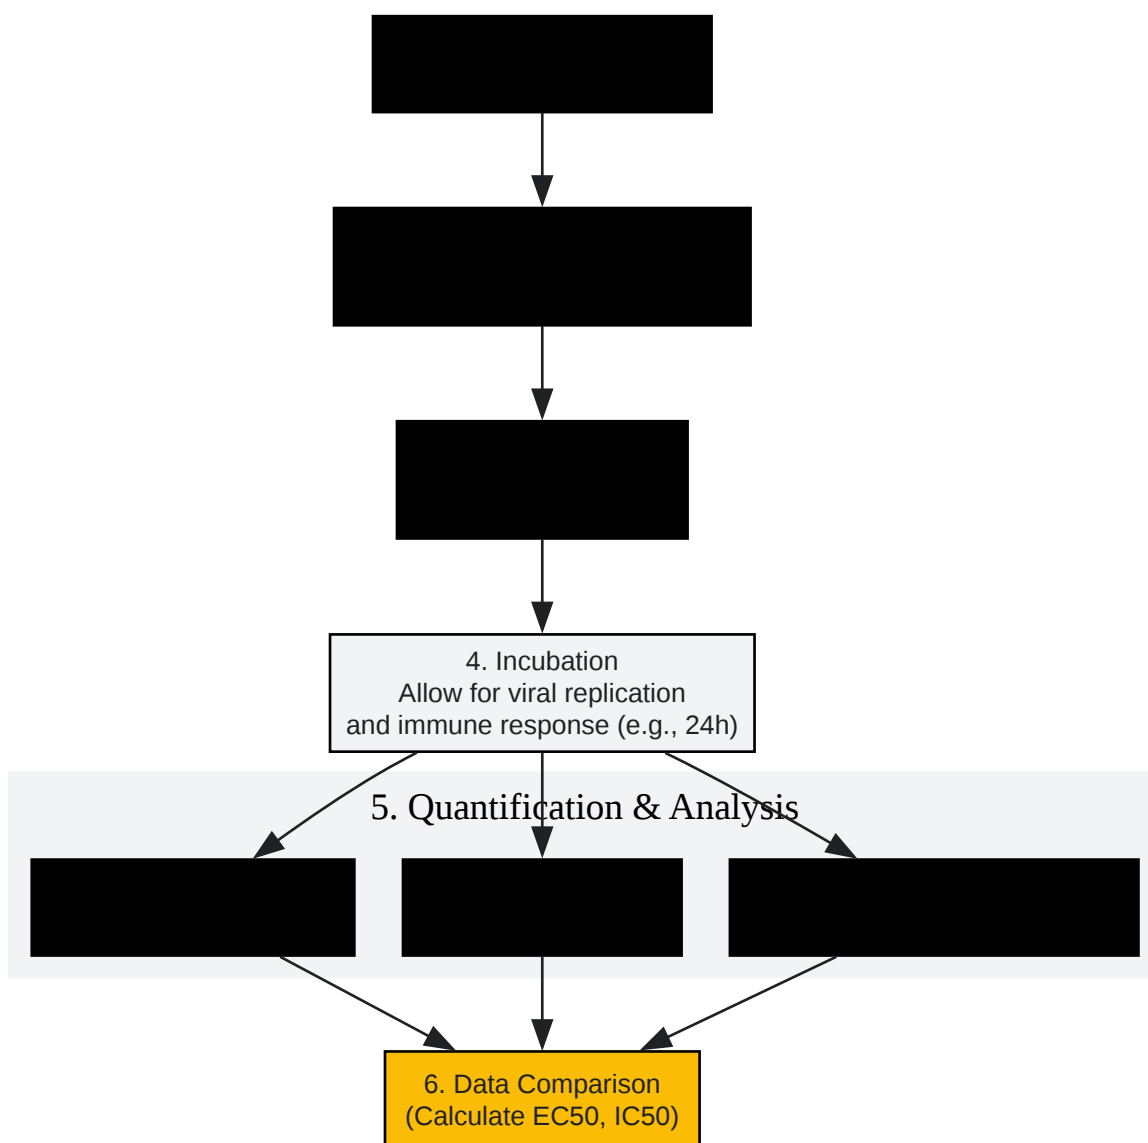 4. Incubation
Allow for viral replication
and immune response (e.g., 24h)
5. Quantification & Analysis
6. Data Comparison
(Calculate EC50, IC50)